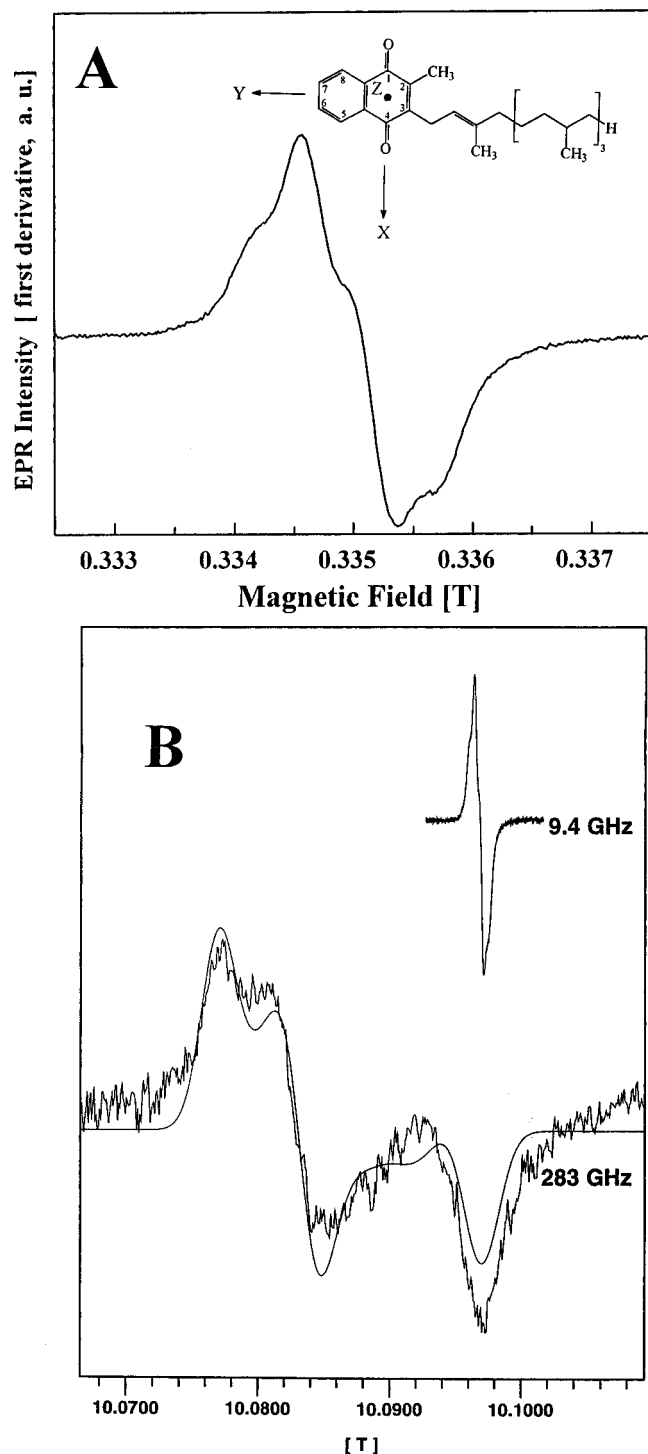 A
EPR Intensity [ first derivative, a. u.]
O
8
1
7
Z
2
CH₃
Y
6
3
5
4
O
CH₃
CH₃
3
H
X
0.333 0.334 0.335 0.336 0.337
Magnetic Field [T]
B
9.4 GHz
283 GHz
10.0700 10.0800 10.0900 10.1000
[ T ]